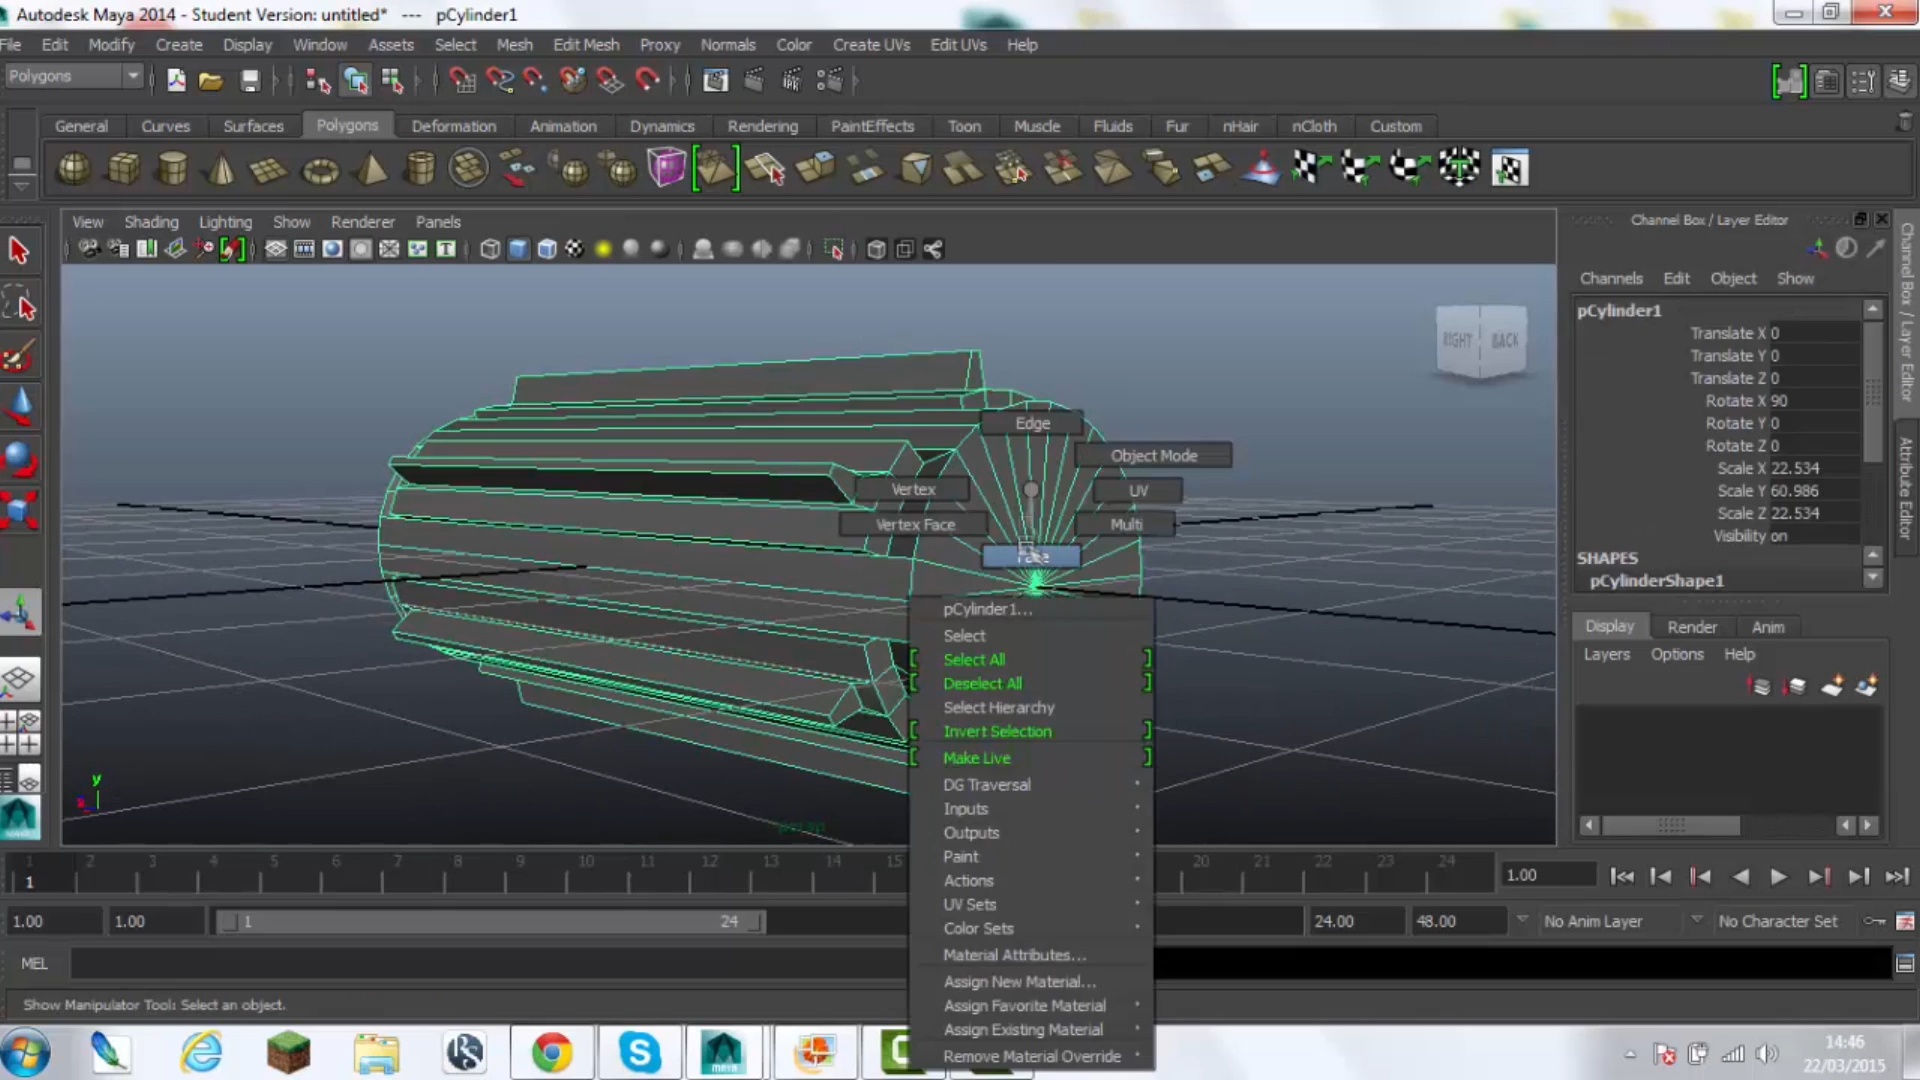 Autodesk Maya 2014 - Student Version: untitled* --- pCylinder1
File Edit Modify Create Display Window Assets Select Mesh Edit Mesh Proxy Normals Color Create UVs Edit UVs Help
Polygons
General Curves Surfaces Polygons Deformation Animation Dynamics Rendering PaintEffects Toon Muscle Fluids Fur nHair nCloth Custom
View Shading Lighting Show Renderer Panels
Channel Box / Layer Editor
Channels Edit Object Show
pCylinder1
Translate X 0
Translate Y 0
Translate Z 0
Rotate X 90
Rotate Y 0
Rotate Z 0
Scale X 22.534
Scale Y 60.986
Scale Z 22.534
Visibility on
SHAPES
pCylinderShape1
Display Render Anim
Layers Options Help
Channel Box / Layer Editor
Attribute Editor
RIGHT BACK
Edge
Object Mode
Vertex UV
Vertex Face Multi
pCylinder1...
Select
Select All
Deselect All
Select Hierarchy
Invert Selection
Make Live
DG Traversal
Inputs
Outputs
Paint
Actions
UV Sets
Color Sets
Material Attributes...
Assign New Material...
Assign Favorite Material
Assign Existing Material
Remove Material Override
y
persp
1 2 3 4 5 6 7 8 9 10 11 12 13 14 15 20 21 22 23 24
1 1.00
1.00 1.00 1 24 24.00 48.00 No Anim Layer No Character Set
MEL
Show Manipulator Tool: Select an object.
14:46
22/03/2015